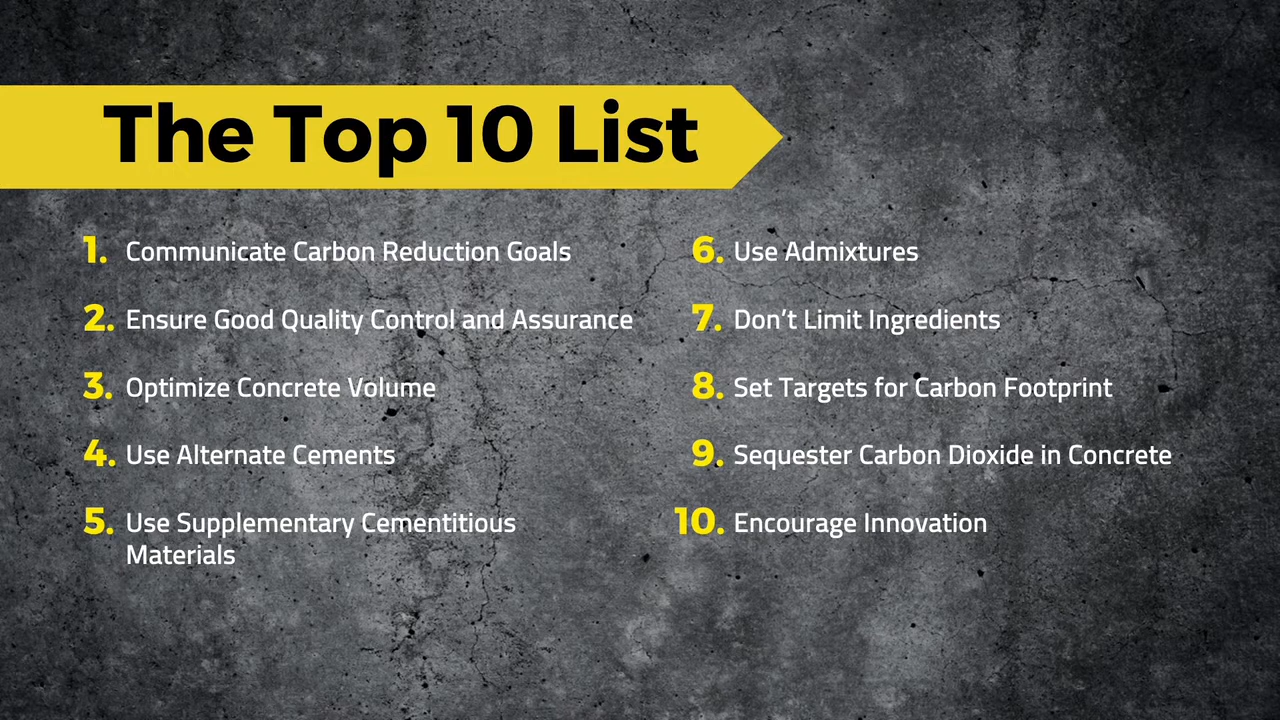 The Top 10 List
1. Communicate Carbon Reduction Goals
2. Ensure Good Quality Control and Assurance
3. Optimize Concrete Volume
4. Use Alternate Cements
5. Use Supplementary Cementitious
Materials
6. Use Admixtures
7. Don’t Limit Ingredients
8. Set Targets for Carbon Footprint
9. Sequester Carbon Dioxide in Concrete
10. Encourage Innovation